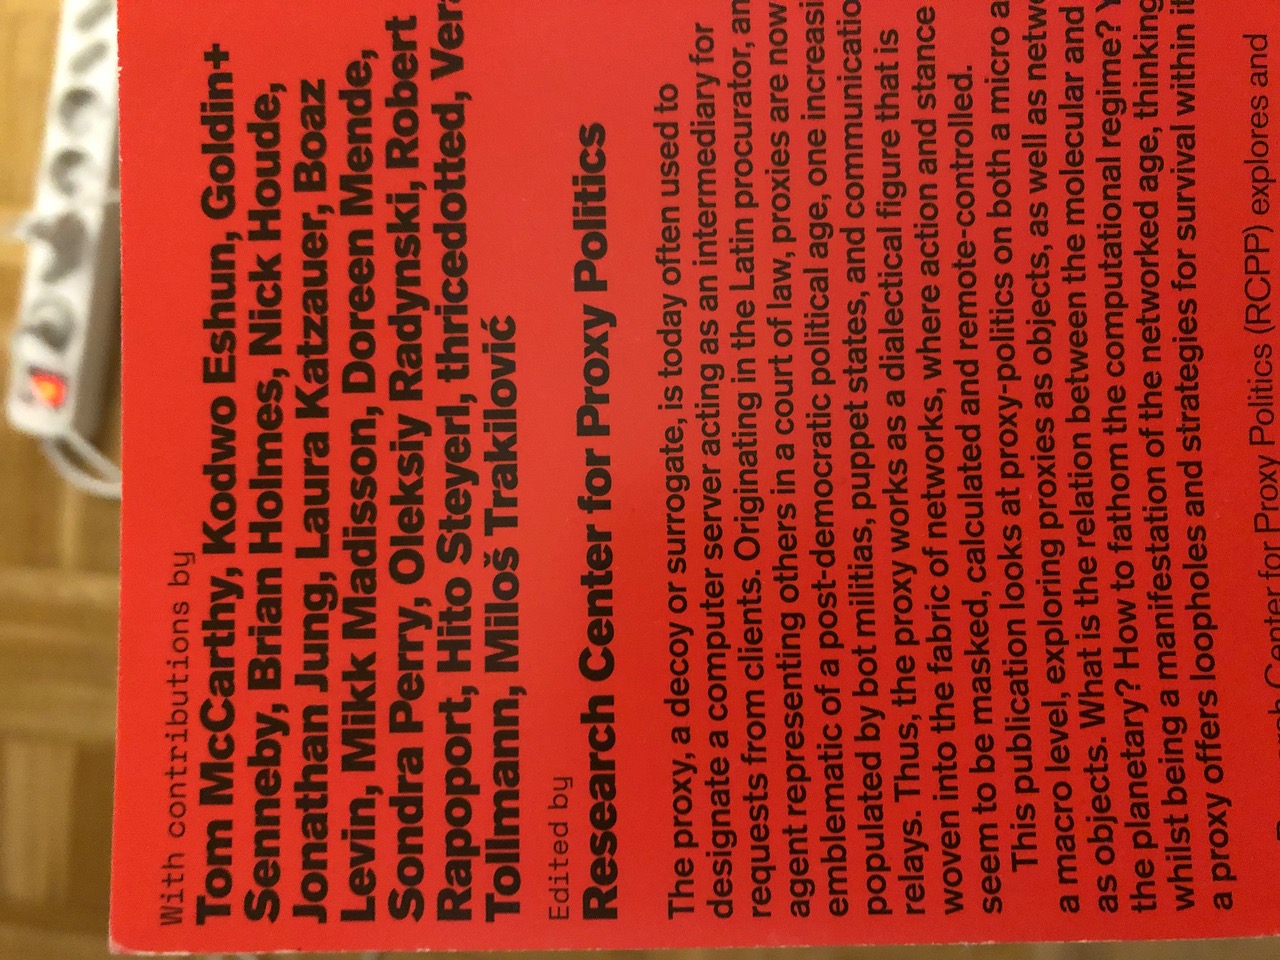 With contributions by
Tom McCarthy, Kodwo Eshun, Goldin+
Senneby, Brian Holmes, Nick Houde,
Jonathan Jung, Laura Katzauer, Boaz
Levin, Mikk Madisson, Doreen Mende,
Sondra Perry, Oleksiy Radynski, Robert
Rapoport, Hito Steyerl, thricedotted, Vera
Tollmann, Miloš Trakilović
Edited by
Research Center for Proxy Politics
The proxy, a decoy or surrogate, is today often used to
designate a computer server acting as an intermediary for
requests from clients. Originating in the Latin procurator, an
agent representing others in a court of law, proxies are now
emblematic of a post-democratic political age, one increasi
populated by bot militias, puppet states, and communicatio
relays. Thus, the proxy works as a dialectical figure that is
woven into the fabric of networks, where action and stance
seem to be masked, calculated and remote-controlled.
This publication looks at proxy-politics on both a micro a
a macro level, exploring proxies as objects, as well as netwo
as objects. What is the relation between the molecular and
the planetary? How to fathom the computational regime? Y
whilst being a manifestation of the networked age, thinking
a proxy offers loopholes and strategies for survival within it
Center for Proxy Politics (RCPP) explores and